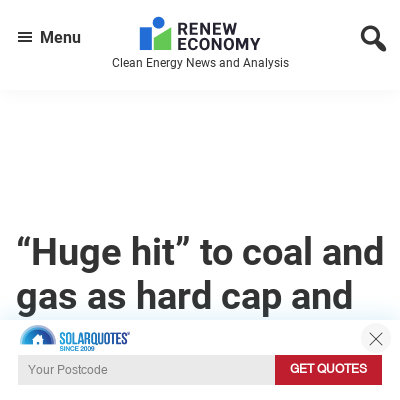 Menu
RENEW
ECONOMY
Clean Energy News and Analysis
“Huge hit” to coal and
gas as hard cap and
SOLARQUOTES®
SINCE 2009
Your Postcode
GET QUOTES